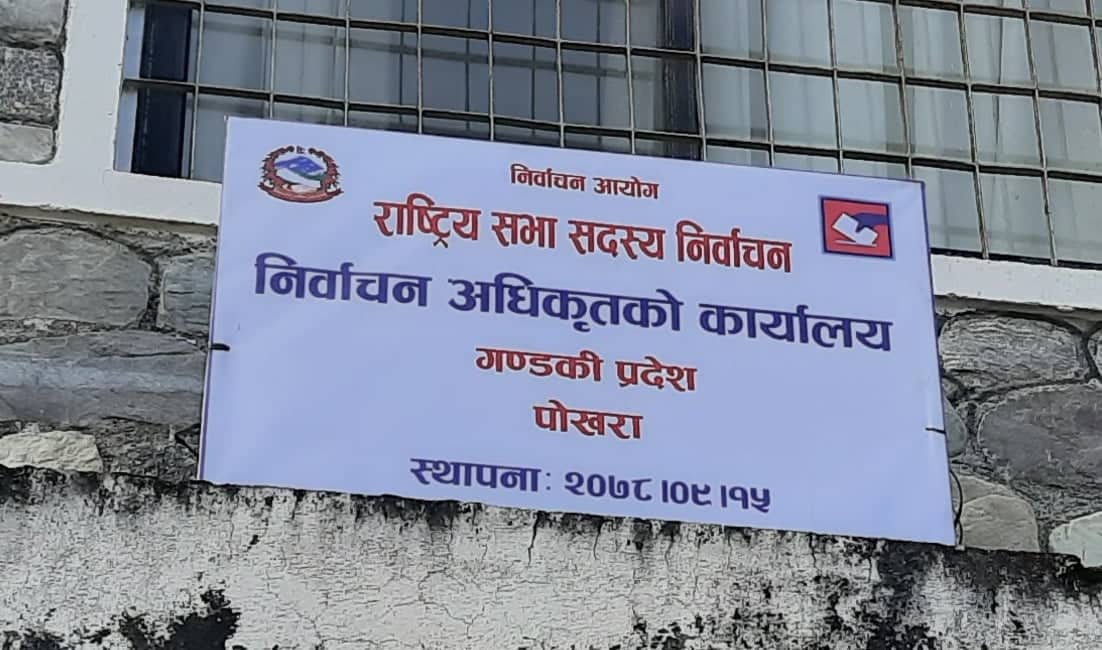 निर्वाचन आयोग
राष्ट्रिय सभा सदस्य निर्वाचन
निर्वाचन अधिकृतको कार्यालय
गण्डकी प्रदेश
पोखरा
स्थापना: २०७८।०९।१५